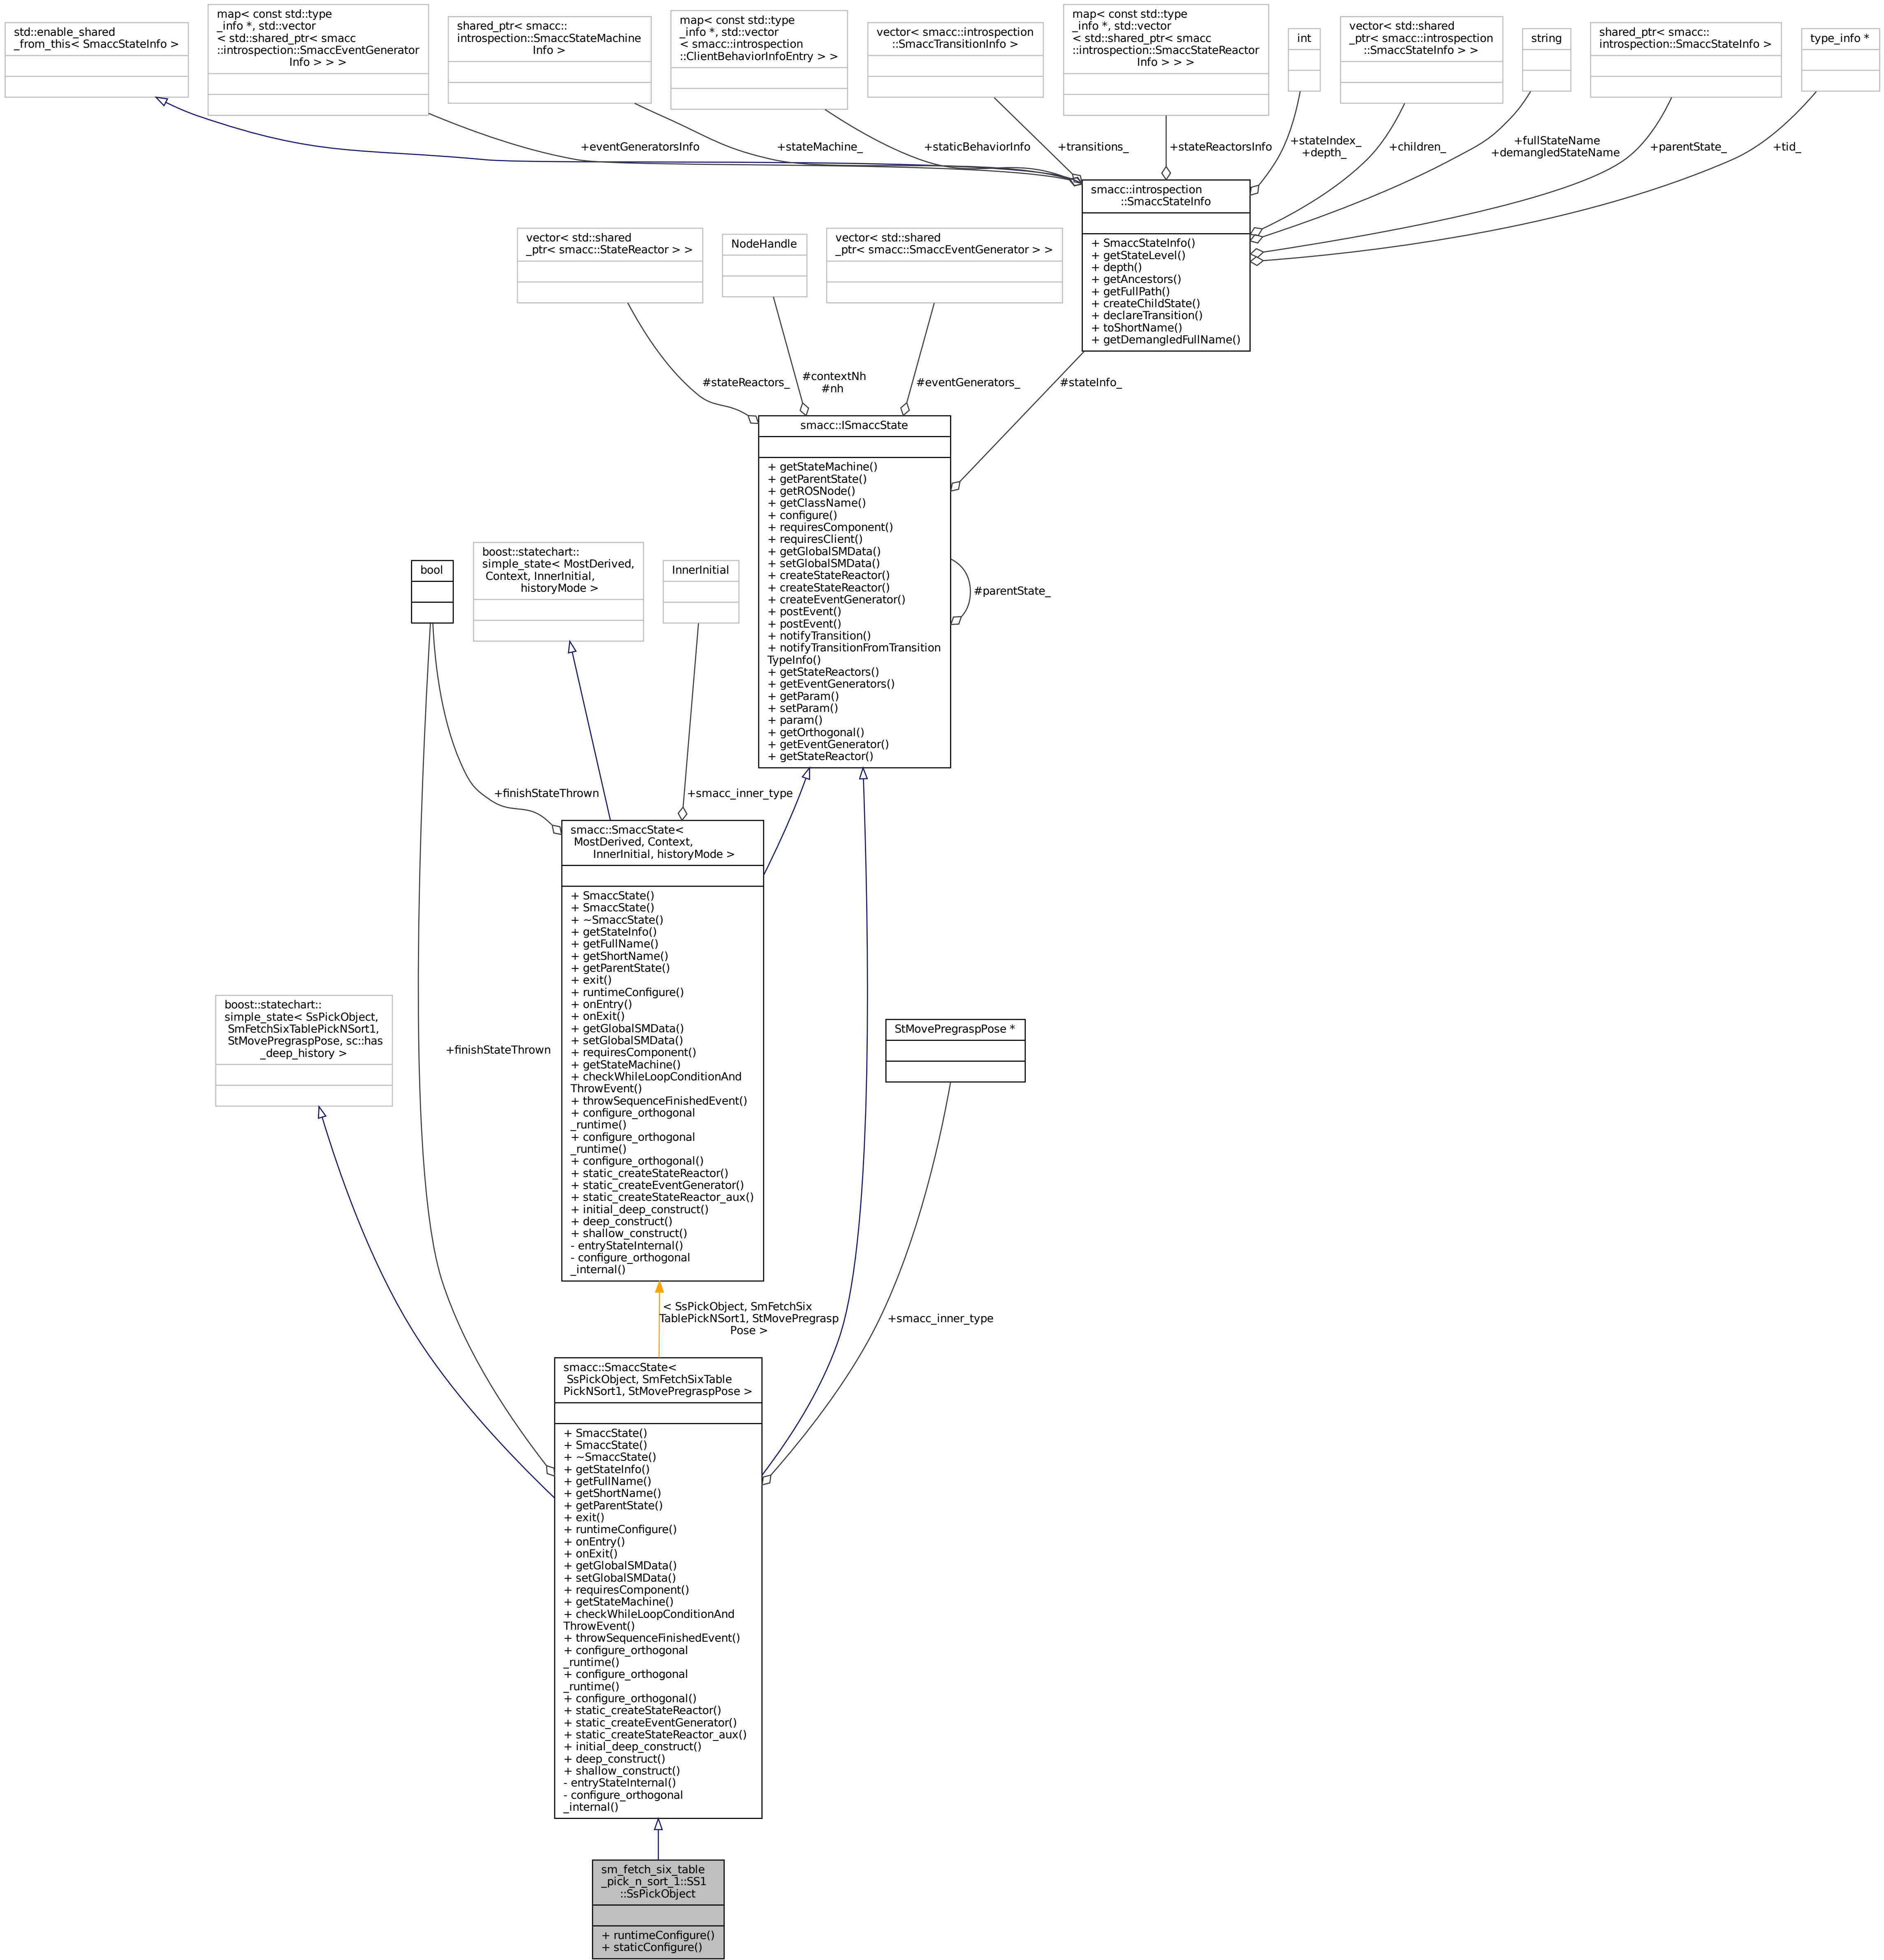 std::enable_shared
_from_this< SmaccStateInfo >
map< const std::type
_info *, std::vector
< std::shared_ptr< smacc
::introspection::SmaccEventGenerator
Info > > >
shared_ptr< smacc::
introspection::SmaccStateMachine
Info >
map< const std::type
_info *, std::vector
< smacc::introspection
::ClientBehaviorInfoEntry > >
vector< smacc::introspection
::SmaccTransitionInfo >
map< const std::type
_info *, std::vector
< std::shared_ptr< smacc
::introspection::SmaccStateReactor
Info > > >
int
vector< std::shared
_ptr< smacc::introspection
::SmaccStateInfo > >
string
shared_ptr< smacc::
introspection::SmaccStateInfo >
type_info *
+eventGeneratorsInfo
+stateMachine_
+staticBehaviorInfo
+transitions_
+stateReactorsInfo
+stateIndex_
+depth_
+children_
+fullStateName
+demangledStateName
+parentState_
+tid_
smacc::introspection
::SmaccStateInfo
+ SmaccStateInfo()
+ getStateLevel()
+ depth()
+ getAncestors()
+ getFullPath()
+ createChildState()
+ declareTransition()
+ toShortName()
+ getDemangledFullName()
vector< std::shared
_ptr< smacc::StateReactor > >
NodeHandle
vector< std::shared
_ptr< smacc::SmaccEventGenerator > >
#stateReactors_
#contextNh
#nh
#eventGenerators_
#stateInfo_
smacc::ISmaccState
+ getStateMachine()
+ getParentState()
+ getROSNode()
+ getClassName()
+ configure()
+ requiresComponent()
+ requiresClient()
+ getGlobalSMData()
+ setGlobalSMData()
+ createStateReactor()
+ createStateReactor()
+ createEventGenerator()
+ postEvent()
+ postEvent()
+ notifyTransition()
+ notifyTransitionFromTransition
TypeInfo()
+ getStateReactors()
+ getEventGenerators()
+ getParam()
+ setParam()
+ param()
+ getOrthogonal()
+ getEventGenerator()
+ getStateReactor()
#parentState_
bool
boost::statechart::
simple_state< MostDerived,
Context, InnerInitial,
historyMode >
InnerInitial
+finishStateThrown
+smacc_inner_type
smacc::SmaccState<
MostDerived, Context,
InnerInitial, historyMode >
+ SmaccState()
+ SmaccState()
+ ~SmaccState()
+ getStateInfo()
+ getFullName()
+ getShortName()
+ getParentState()
+ exit()
+ runtimeConfigure()
+ onEntry()
+ onExit()
+ getGlobalSMData()
+ setGlobalSMData()
+ requiresComponent()
+ getStateMachine()
+ checkWhileLoopConditionAnd
ThrowEvent()
+ throwSequenceFinishedEvent()
+ configure_orthogonal
_runtime()
+ configure_orthogonal
_runtime()
+ configure_orthogonal()
+ static_createStateReactor()
+ static_createEventGenerator()
+ static_createStateReactor_aux()
+ initial_deep_construct()
+ deep_construct()
+ shallow_construct()
- entryStateInternal()
- configure_orthogonal
_internal()
boost::statechart::
simple_state< SsPickObject,
SmFetchSixTablePickNSort1,
StMovePregraspPose, sc::has
_deep_history >
+finishStateThrown
StMovePregraspPose *
< SsPickObject, SmFetchSix
TablePickNSort1, StMovePregrasp
Pose >
+smacc_inner_type
smacc::SmaccState<
SsPickObject, SmFetchSixTable
PickNSort1, StMovePregraspPose >
+ SmaccState()
+ SmaccState()
+ ~SmaccState()
+ getStateInfo()
+ getFullName()
+ getShortName()
+ getParentState()
+ exit()
+ runtimeConfigure()
+ onEntry()
+ onExit()
+ getGlobalSMData()
+ setGlobalSMData()
+ requiresComponent()
+ getStateMachine()
+ checkWhileLoopConditionAnd
ThrowEvent()
+ throwSequenceFinishedEvent()
+ configure_orthogonal
_runtime()
+ configure_orthogonal
_runtime()
+ configure_orthogonal()
+ static_createStateReactor()
+ static_createEventGenerator()
+ static_createStateReactor_aux()
+ initial_deep_construct()
+ deep_construct()
+ shallow_construct()
- entryStateInternal()
- configure_orthogonal
_internal()
sm_fetch_six_table
_pick_n_sort_1::SS1
::SsPickObject
+ runtimeConfigure()
+ staticConfigure()